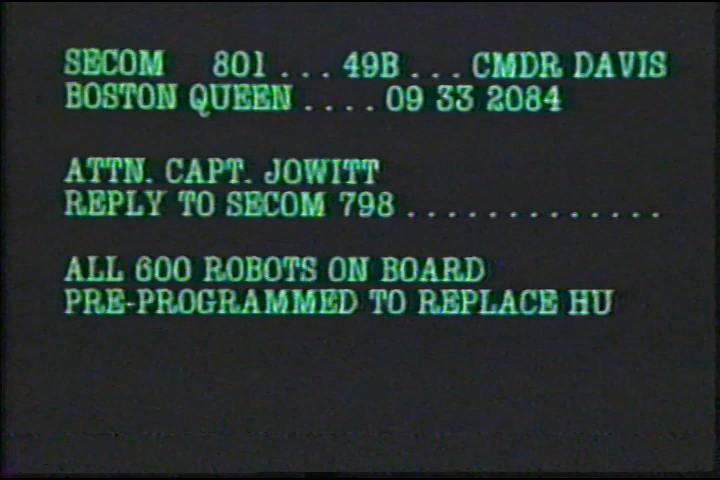 SECOM 801 ... 49B ... CMDR DAVIS
BOSTON QUEEN .... 09 33 2084
ATTN. CAPT. JOWITT
REPLY TO SECOM 798 ..............
ALL 600 ROBOTS ON BOARD
PRE-PROGRAMMED TO REPLACE HU